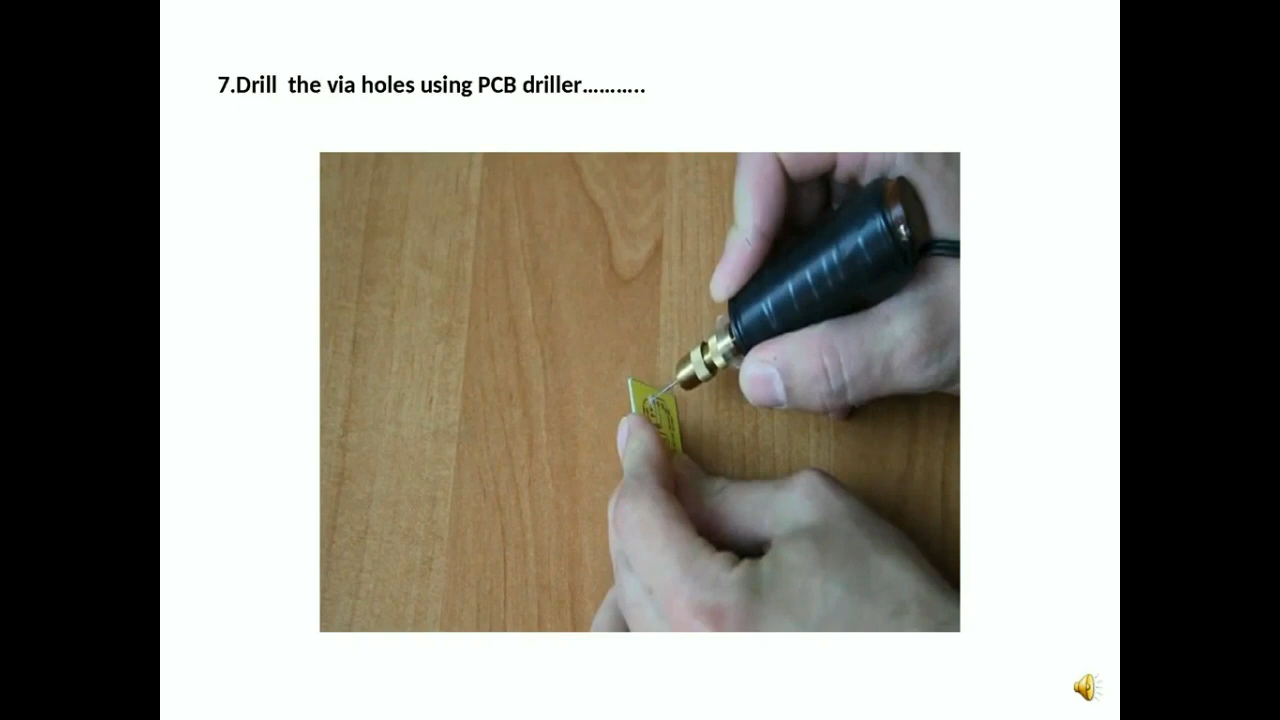 7.Drill  the via holes using PCB driller………..